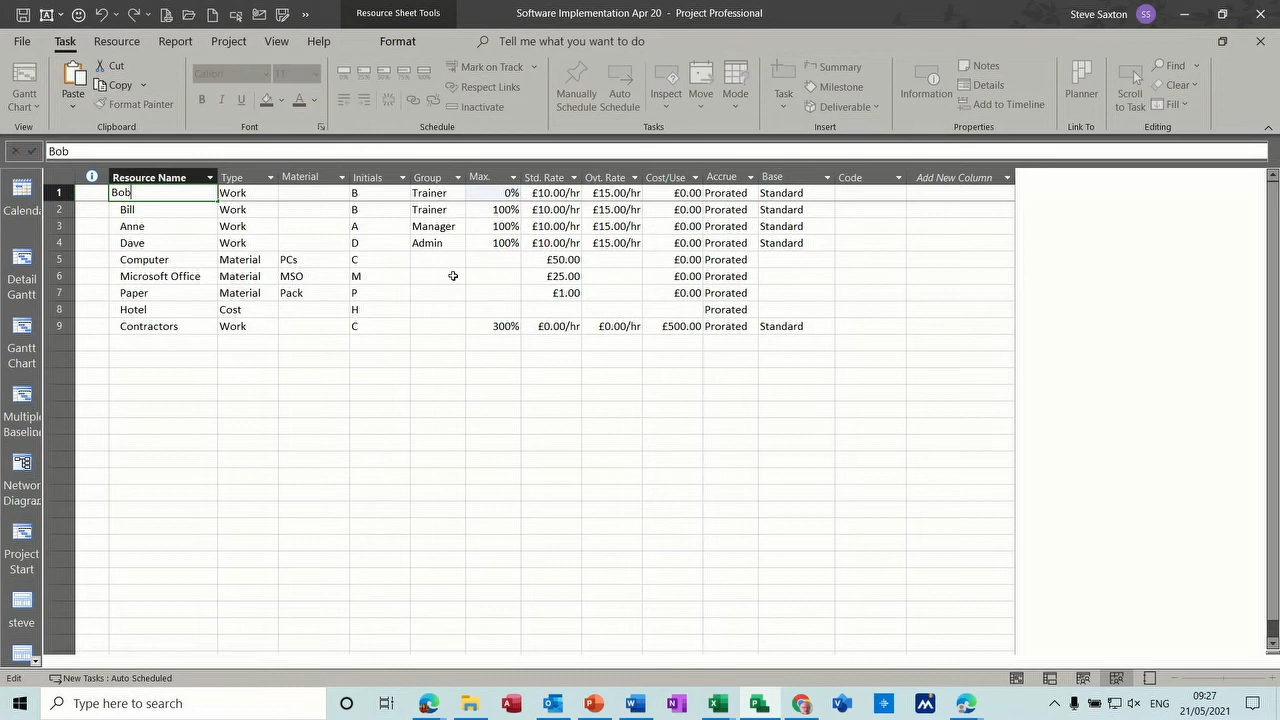 Resource Sheet Tools
Software Implementation Apr 20 - Project Professional
Steve Saxton SS
File Task Resource Report Project View Help Format Tell me what you want to do
Gantt Chart
View
Paste
Cut
Copy
Format Painter
Clipboard
Calibri 11
B I U A
Font
0% 25% 50% 75% 100%
Mark on Track
Respect Links
Inactivate
Schedule
Manually Schedule
Auto Schedule
Inspect
Move
Mode
Tasks
Task
Summary
Milestone
Deliverable
Insert
Information
Notes
Details
Add to Timeline
Properties
Planner
Link To
Scroll to Task
Find
Clear
Fill
Editing
Bob
Resource Name Type Material Initials Group Max. Std. Rate Ovt. Rate Cost/Use Accrue Base Code Add New Column
1 Bob Work B Trainer 0% £10.00/hr £15.00/hr £0.00 Prorated Standard
2 Bill Work B Trainer 100% £10.00/hr £15.00/hr £0.00 Prorated Standard
3 Anne Work A Manager 100% £10.00/hr £15.00/hr £0.00 Prorated Standard
4 Dave Work D Admin 100% £10.00/hr £15.00/hr £0.00 Prorated Standard
5 Computer Material PCs C £50.00 £0.00 Prorated
6 Microsoft Office Material MSO M £25.00 £0.00 Prorated
7 Paper Material Pack P £1.00 £0.00 Prorated
8 Hotel Cost H Prorated
9 Contractors Work C 300% £0.00/hr £0.00/hr £500.00 Prorated Standard
Calenda
Detail
Gantt
Gantt
Chart
Multiple
Baseline
Network
Diagram
Project
Start
steve
Edit New Tasks : Auto Scheduled
Type here to search
ENG
09:27
21/05/2021